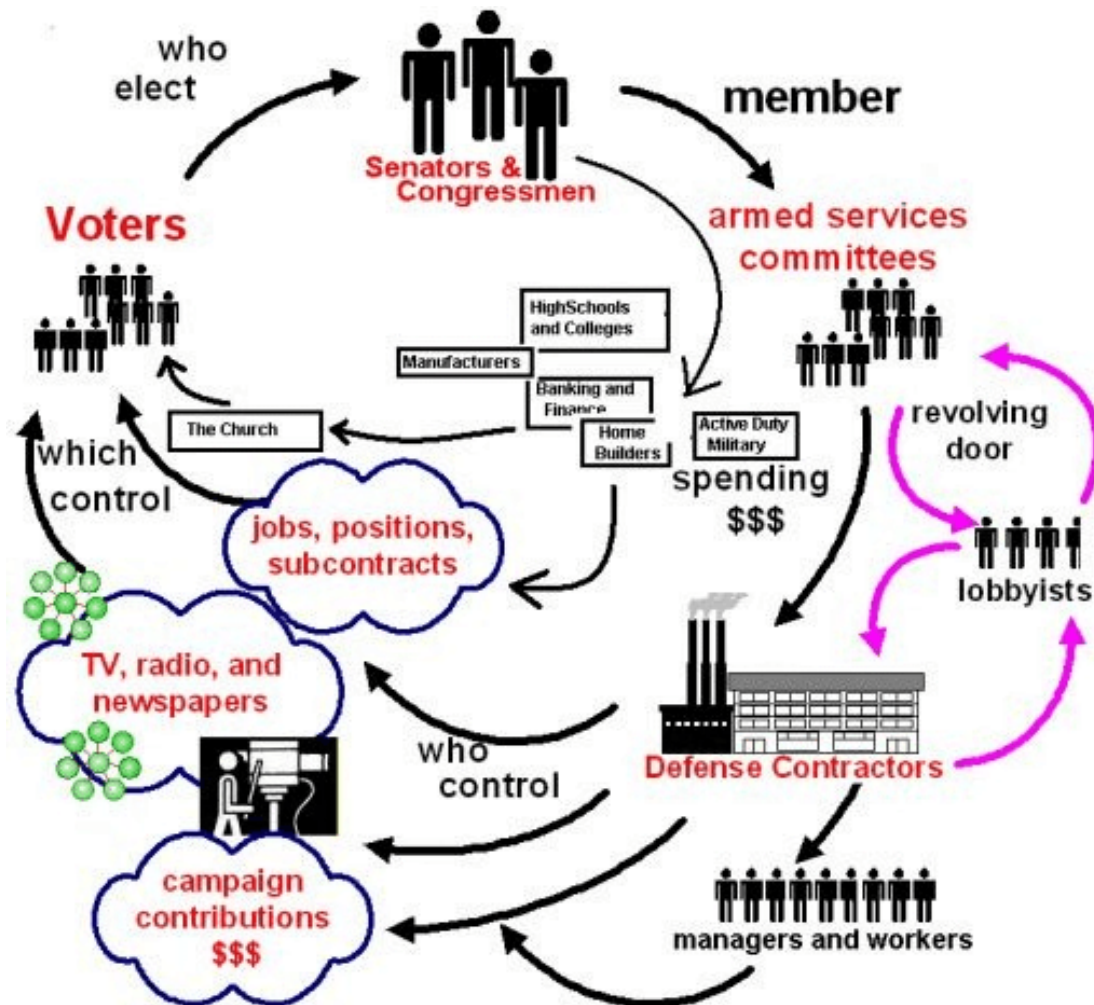 who
elect
member
Senators &
Congressmen
Voters
armed services
committees
HighSchools
and Colleges
Manufacturers
Banking and
Finance
Home
Builders
Active Duty
Military
The Church
which
control
revolving
door
spending
$$$
jobs, positions,
subcontracts
lobbyists
TV, radio, and
newspapers
who
control
Defense Contractors
campaign
contributions
$$$
managers and workers